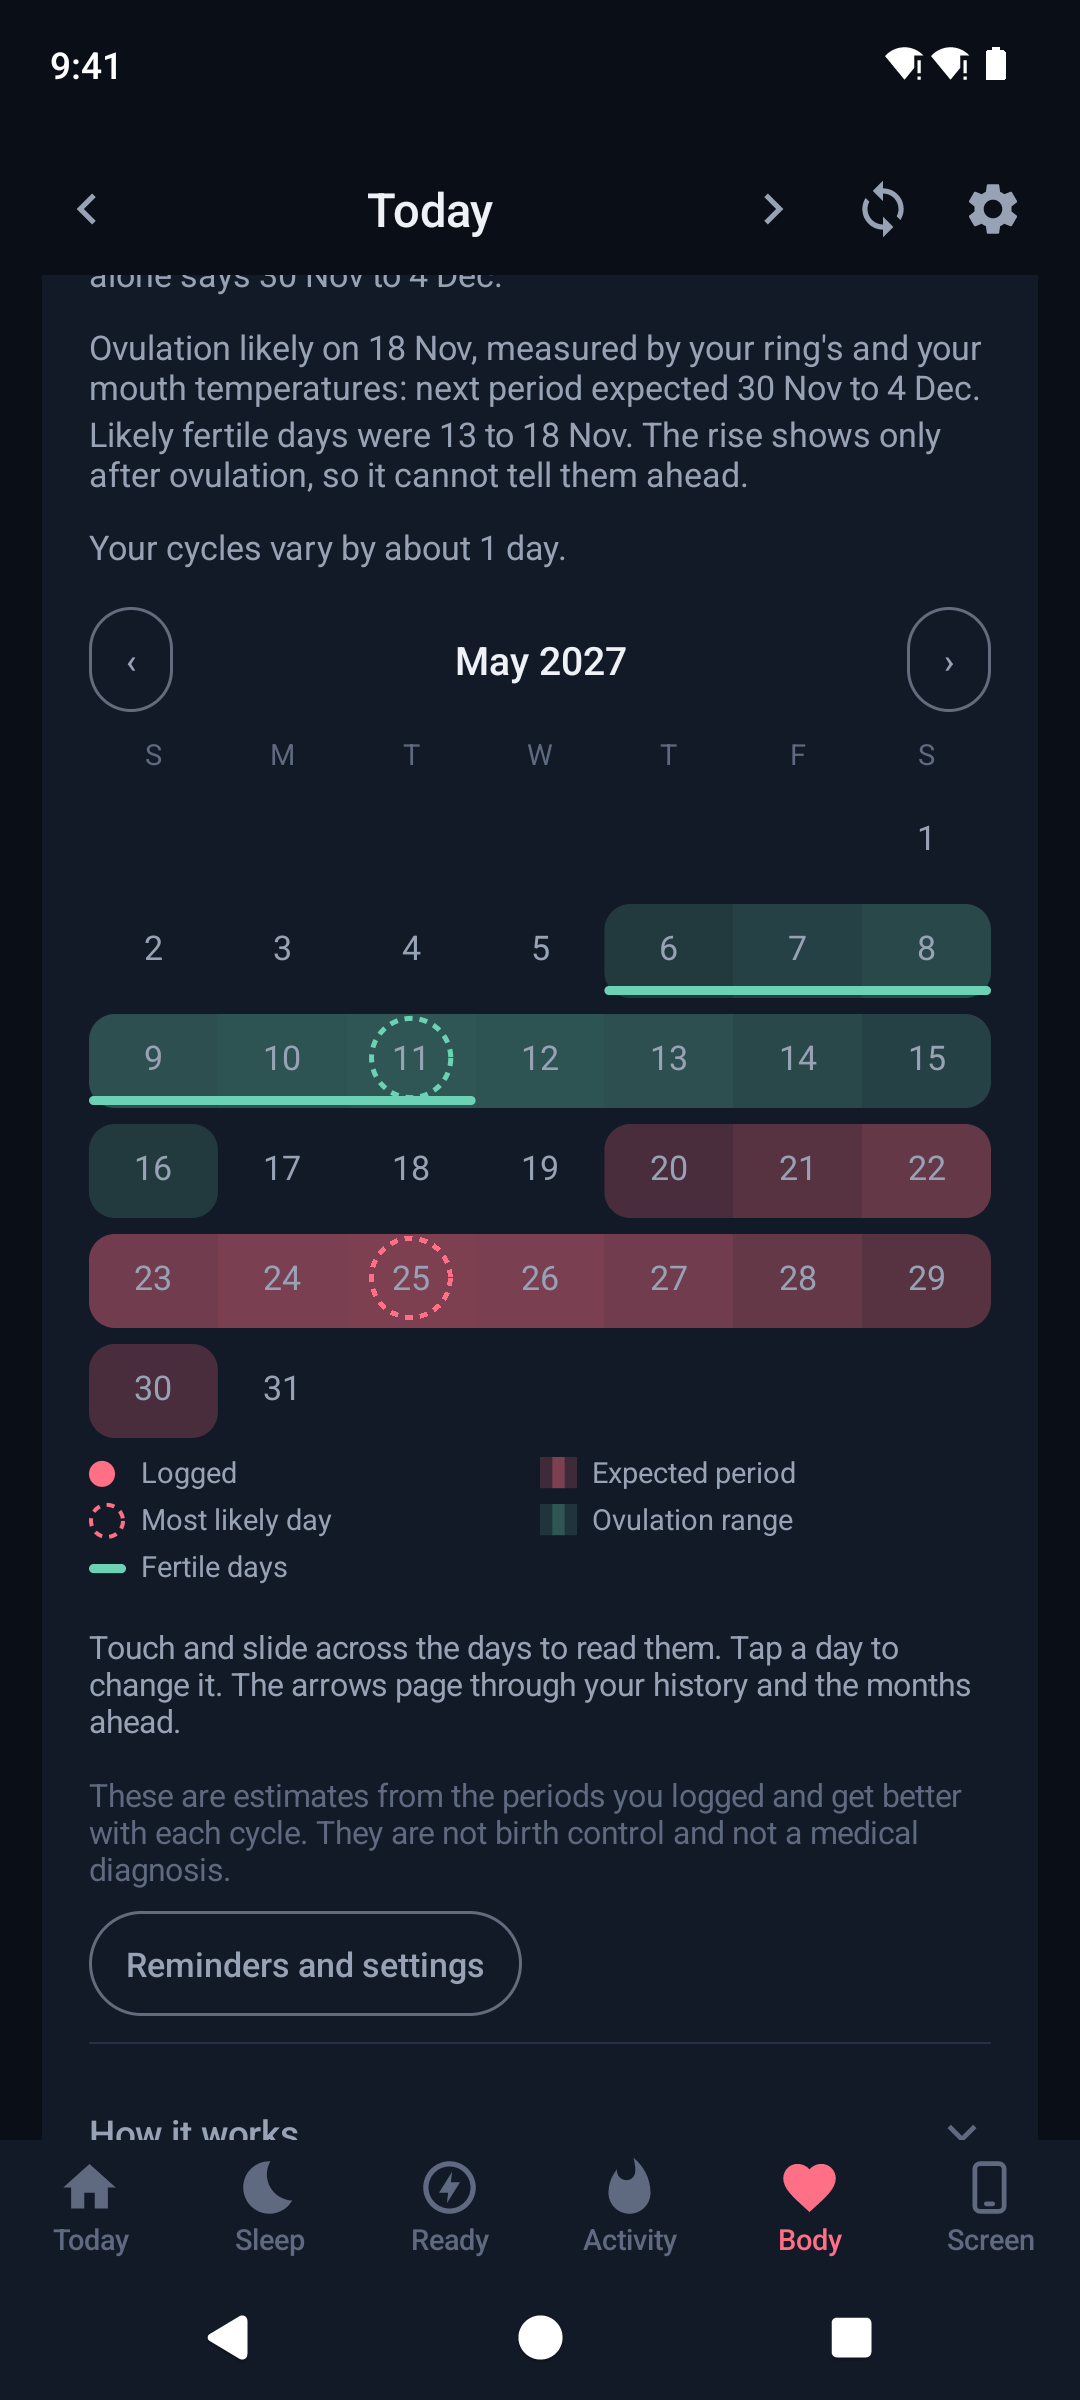 9:41
Today
alone says 30 Nov to 4 Dec.
Ovulation likely on 18 Nov, measured by your ring's and your
mouth temperatures: next period expected 30 Nov to 4 Dec.
Likely fertile days were 13 to 18 Nov. The rise shows only
after ovulation, so it cannot tell them ahead.
Your cycles vary by about 1 day.
‹ May 2027 ›
S M T W T F S
1
2 3 4 5 6 7 8
9 10 11 12 13 14 15
16 17 18 19 20 21 22
23 24 25 26 27 28 29
30 31
Logged Expected period
Most likely day Ovulation range
Fertile days
Touch and slide across the days to read them. Tap a day to
change it. The arrows page through your history and the months
ahead.
These are estimates from the periods you logged and get better
with each cycle. They are not birth control and not a medical
diagnosis.
Reminders and settings
How it works
Today Sleep Ready Activity Body Screen